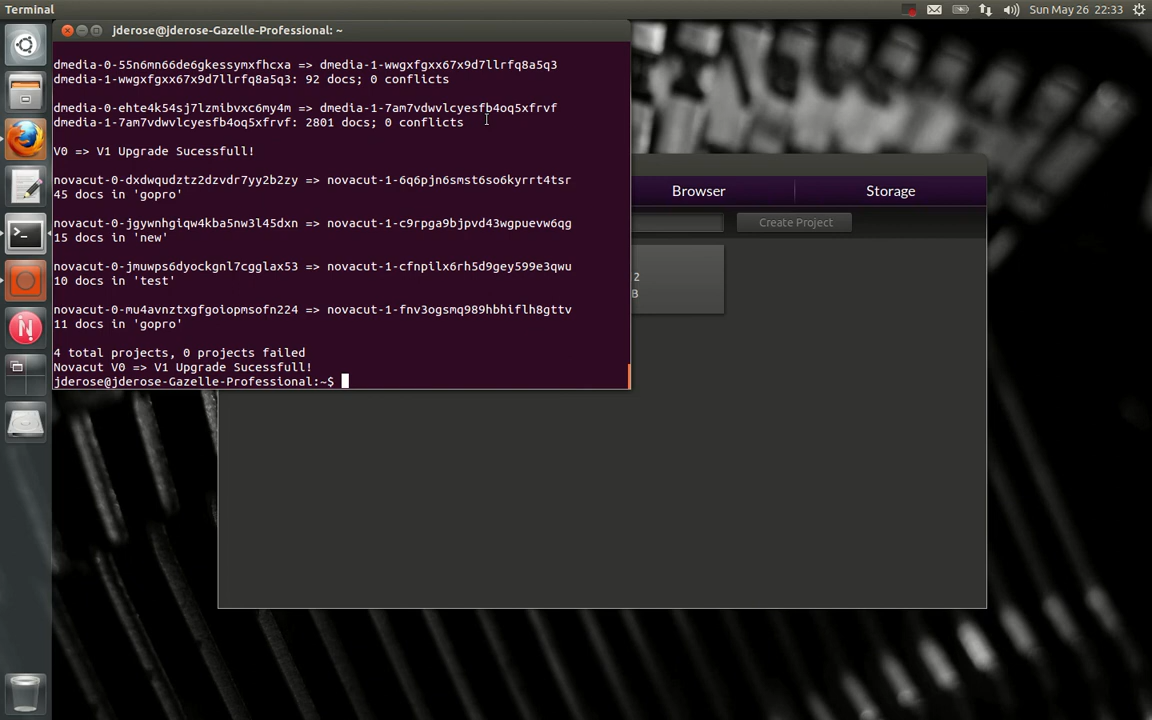 Terminal
Sun May 26 22:33
jderose@jderose-Gazelle-Professional: ~
dmedia-0-55n6mn66de6gkessymxfhcxa => dmedia-1-wwgxfgxx67x9d7llrfq8a5q3
dmedia-1-wwgxfgxx67x9d7llrfq8a5q3: 92 docs; 0 conflicts
dmedia-0-ehte4k54sj7lzmibvxc6my4m => dmedia-1-7am7vdwvlcyesfb4oq5xfrvf
dmedia-1-7am7vdwvlcyesfb4oq5xfrvf: 2801 docs; 0 conflicts
V0 => V1 Upgrade Sucessfull!
novacut-0-dxdwqudztz2dzvdr7yy2b2zy => novacut-1-6q6pjn6smst6so6kyrrt4tsr
45 docs in 'gopro'
novacut-0-jgywnhgiqw4kba5nw3l45dxn => novacut-1-c9rpga9bjpvd43wgpuevw6qg
15 docs in 'new'
novacut-0-jmuwps6dyockgnl7cgglax53 => novacut-1-cfnpilx6rh5d9gey599e3qwu
10 docs in 'test'
novacut-0-mu4avnztxgfgoiopmsofn224 => novacut-1-fnv3ogsmq989hbhiflh8gttv
11 docs in 'gopro'
4 total projects, 0 projects failed
Novacut V0 => V1 Upgrade Sucessfull!
jderose@jderose-Gazelle-Professional:~$
Browser
Storage
Create Project
2
B